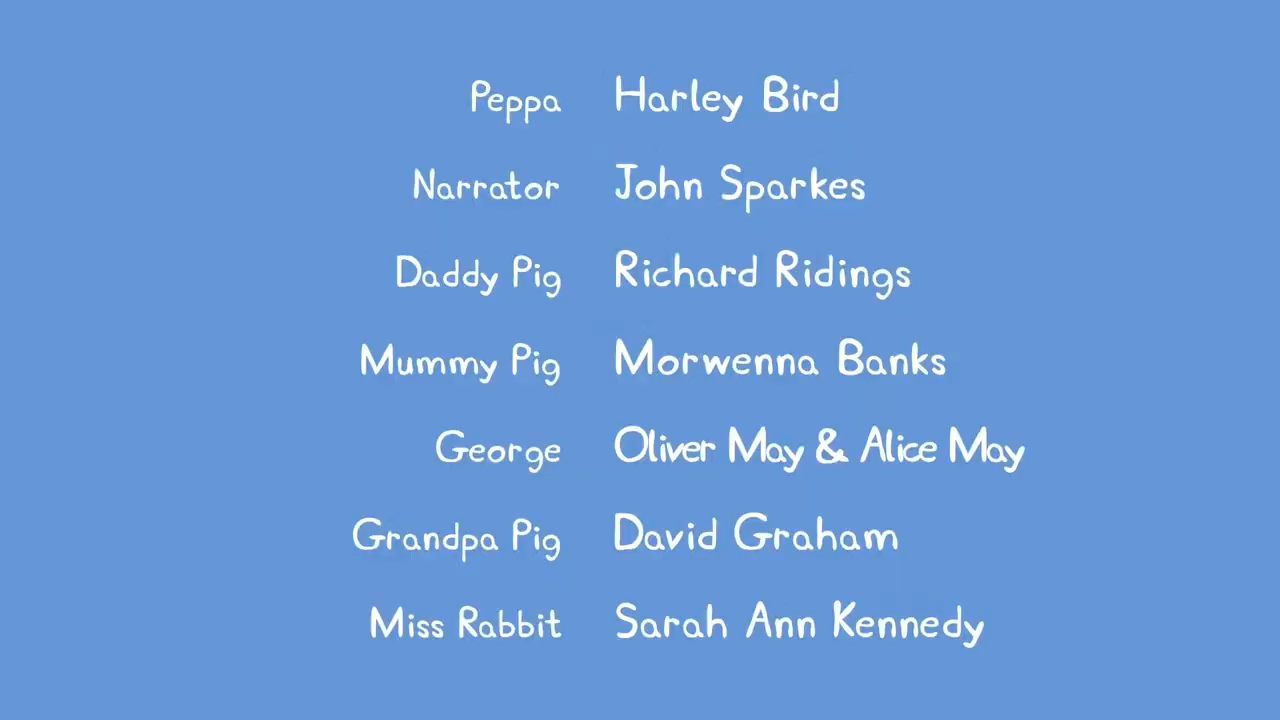 Peppa Harley Bird
Narrator John Sparkes
Daddy Pig Richard Ridings
Mummy Pig Morwenna Banks
George Oliver May & Alice May
Grandpa Pig David Graham
Miss Rabbit Sarah Ann Kennedy